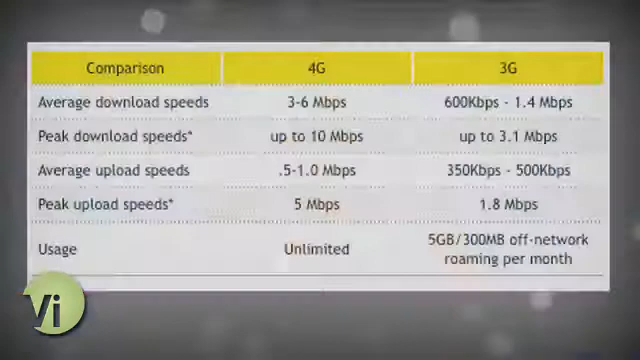 Comparison 4G 3G
Average download speeds 3-6 Mbps 600Kbps - 1.4 Mbps
Peak download speeds* up to 10 Mbps up to 3.1 Mbps
Average upload speeds .5-1.0 Mbps 350Kbps - 500Kbps
Peak upload speeds* 5 Mbps 1.8 Mbps
Usage Unlimited 5GB/300MB off-network
roaming per month
Vi